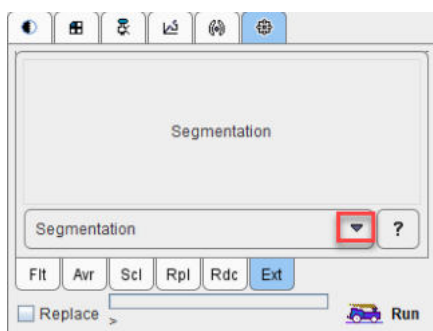 Segmentation
Segmentation ?
Flt Avr Scl Rpl Rdc Ext
Replace > Run